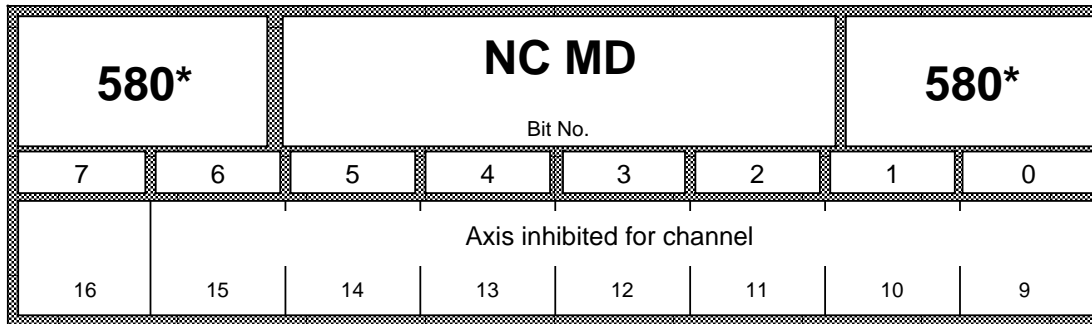 580* NC MD 580*
Bit No.
7 6 5 4 3 2 1 0
Axis inhibited for channel
16 15 14 13 12 11 10 9